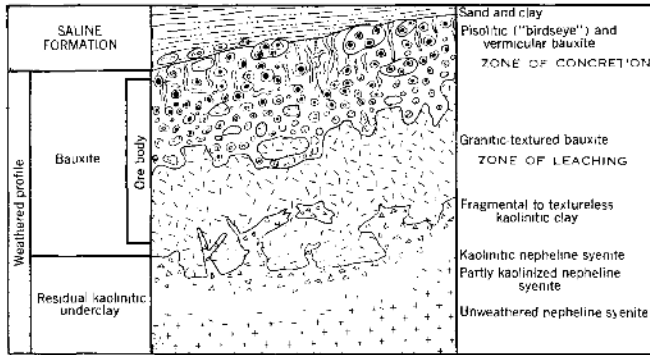 SALINE
FORMATION
Weathered profile
Bauxite
Ore body
Residual kaolinitic
underclay
Sand and clay
Pisolitic ("birdseye") and
vermicular bauxite
ZONE OF CONCRETION
Granitic-textured bauxite
ZONE OF LEACHING
Fragmental to textureless
kaolinitic clay
Kaolinitic nepheline syenite
Partly kaolinized nepheline
syenite
Unweathered nepheline syenite